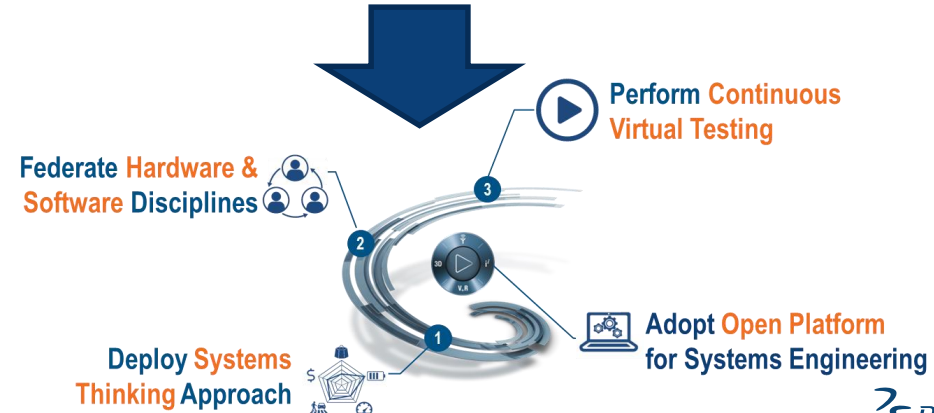 Perform Continuous
Virtual Testing
Federate Hardware &
Software Disciplines
3
2
3D
V,R
1
Adopt Open Platform
for Systems Engineering
Deploy Systems
Thinking Approach
$